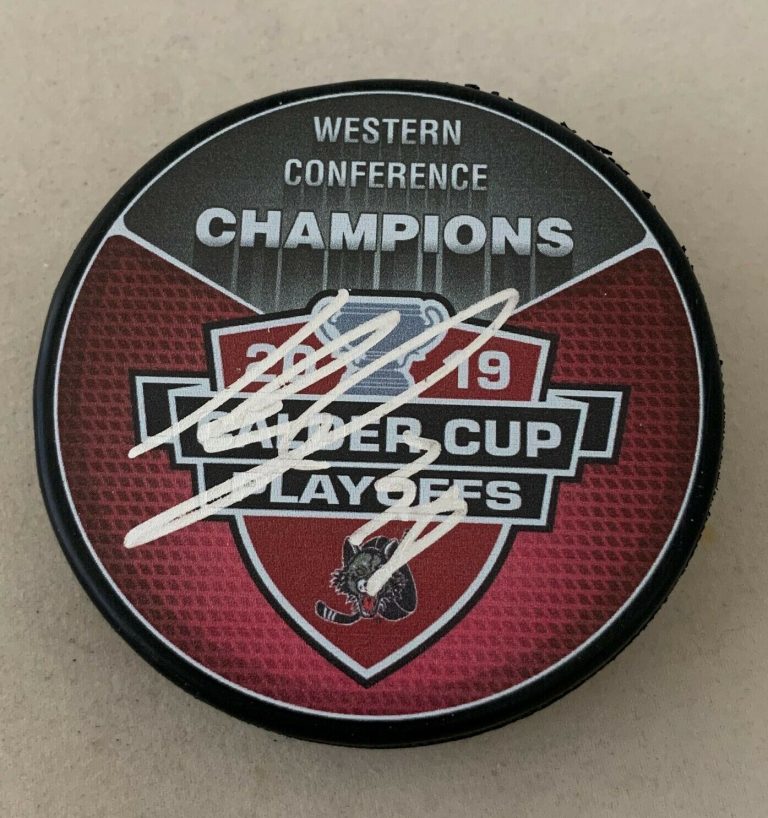 WESTERN
CONFERENCE
CHAMPIONS
2019
CALDER CUP
PLAYOFFS